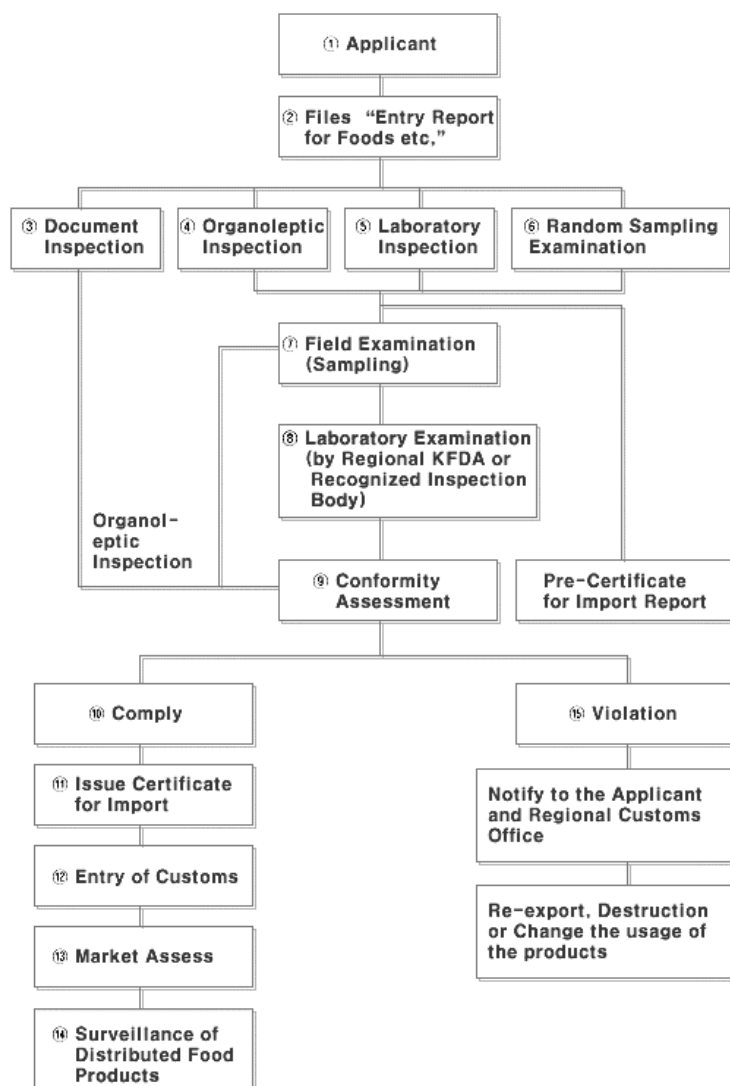 ① Applicant
② Files “Entry Report
for Foods etc,”
③ Document
Inspection
④ Organoleptic
Inspection
⑤ Laboratory
Inspection
⑥ Random Sampling
Examination
⑦ Field Examination
(Sampling)
⑧ Laboratory Examination
(by Regional KFDA or
Recognized Inspection
Body)
Organol-
eptic
Inspection
⑨ Conformity
Assessment
Pre-Certificate
for Import Report
⑩ Comply
⑮ Violation
⑪ Issue Certificate
for Import
Notify to the Applicant
and Regional Customs
Office
⑫ Entry of Customs
Re-export, Destruction
or Change the usage of
the products
⑬ Market Assess
⑭ Surveillance of
Distributed Food
Products